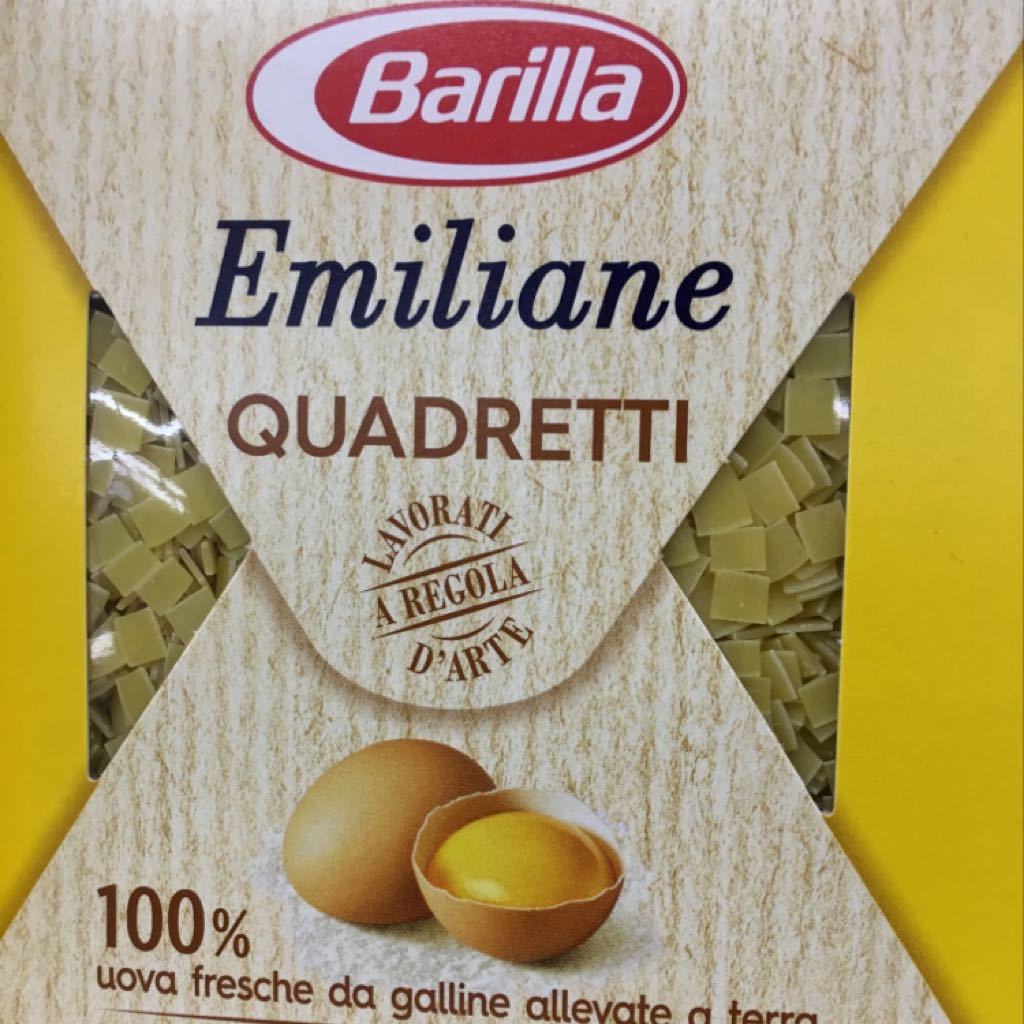 Barilla
Emiliane
QUADRETTI
LAVORATI
A REGOLA
D'ARTE
100%
uova fresche da galline allevate a terra